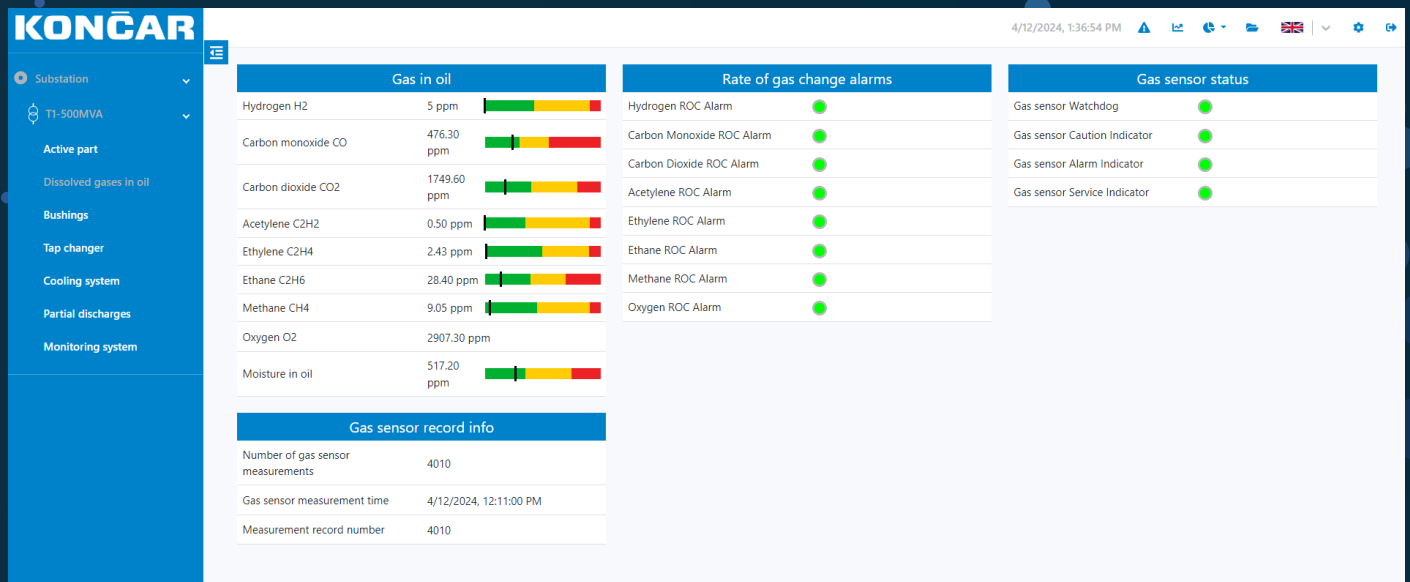 KONČAR
4/12/2024, 1:36:54 PM
Substation
T1-500MVA
Active part
Dissolved gases in oil
Bushings
Tap changer
Cooling system
Partial discharges
Monitoring system
Gas in oil
Hydrogen H2 5 ppm
Carbon monoxide CO 476.30
ppm
Carbon dioxide CO2 1749.60
ppm
Acetylene C2H2 0.50 ppm
Ethylene C2H4 2.43 ppm
Ethane C2H6 28.40 ppm
Methane CH4 9.05 ppm
Oxygen O2 2907.30 ppm
Moisture in oil 517.20
ppm
Gas sensor record info
Number of gas sensor
measurements 4010
Gas sensor measurement time 4/12/2024, 12:11:00 PM
Measurement record number 4010
Rate of gas change alarms
Hydrogen ROC Alarm
Carbon Monoxide ROC Alarm
Carbon Dioxide ROC Alarm
Acetylene ROC Alarm
Ethylene ROC Alarm
Ethane ROC Alarm
Methane ROC Alarm
Oxygen ROC Alarm
Gas sensor status
Gas sensor Watchdog
Gas sensor Caution Indicator
Gas sensor Alarm Indicator
Gas sensor Service Indicator